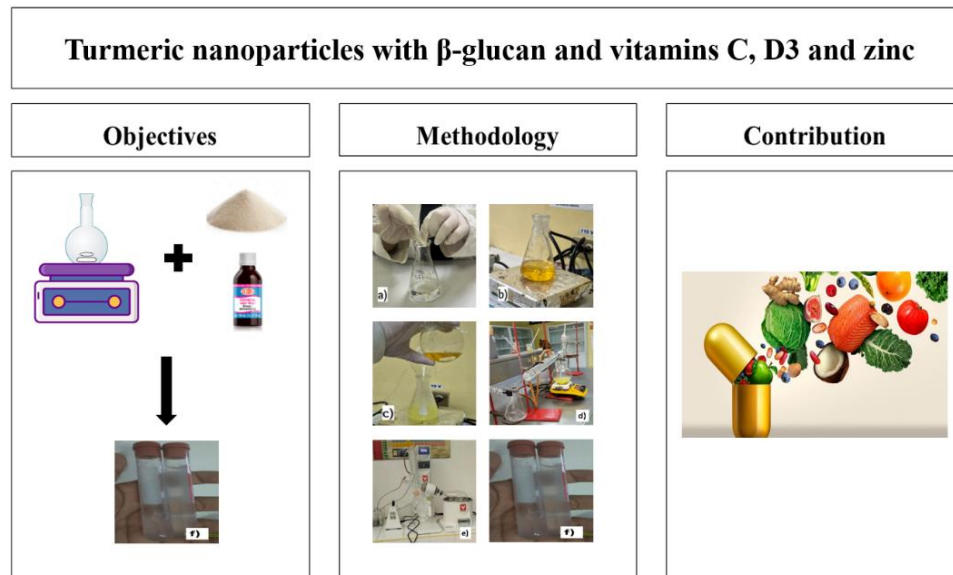 Turmeric nanoparticles with β-glucan and vitamins C, D3 and zinc
Objectives
Methodology
Contribution
a)
b)
c)
d)
e)
f)
f)